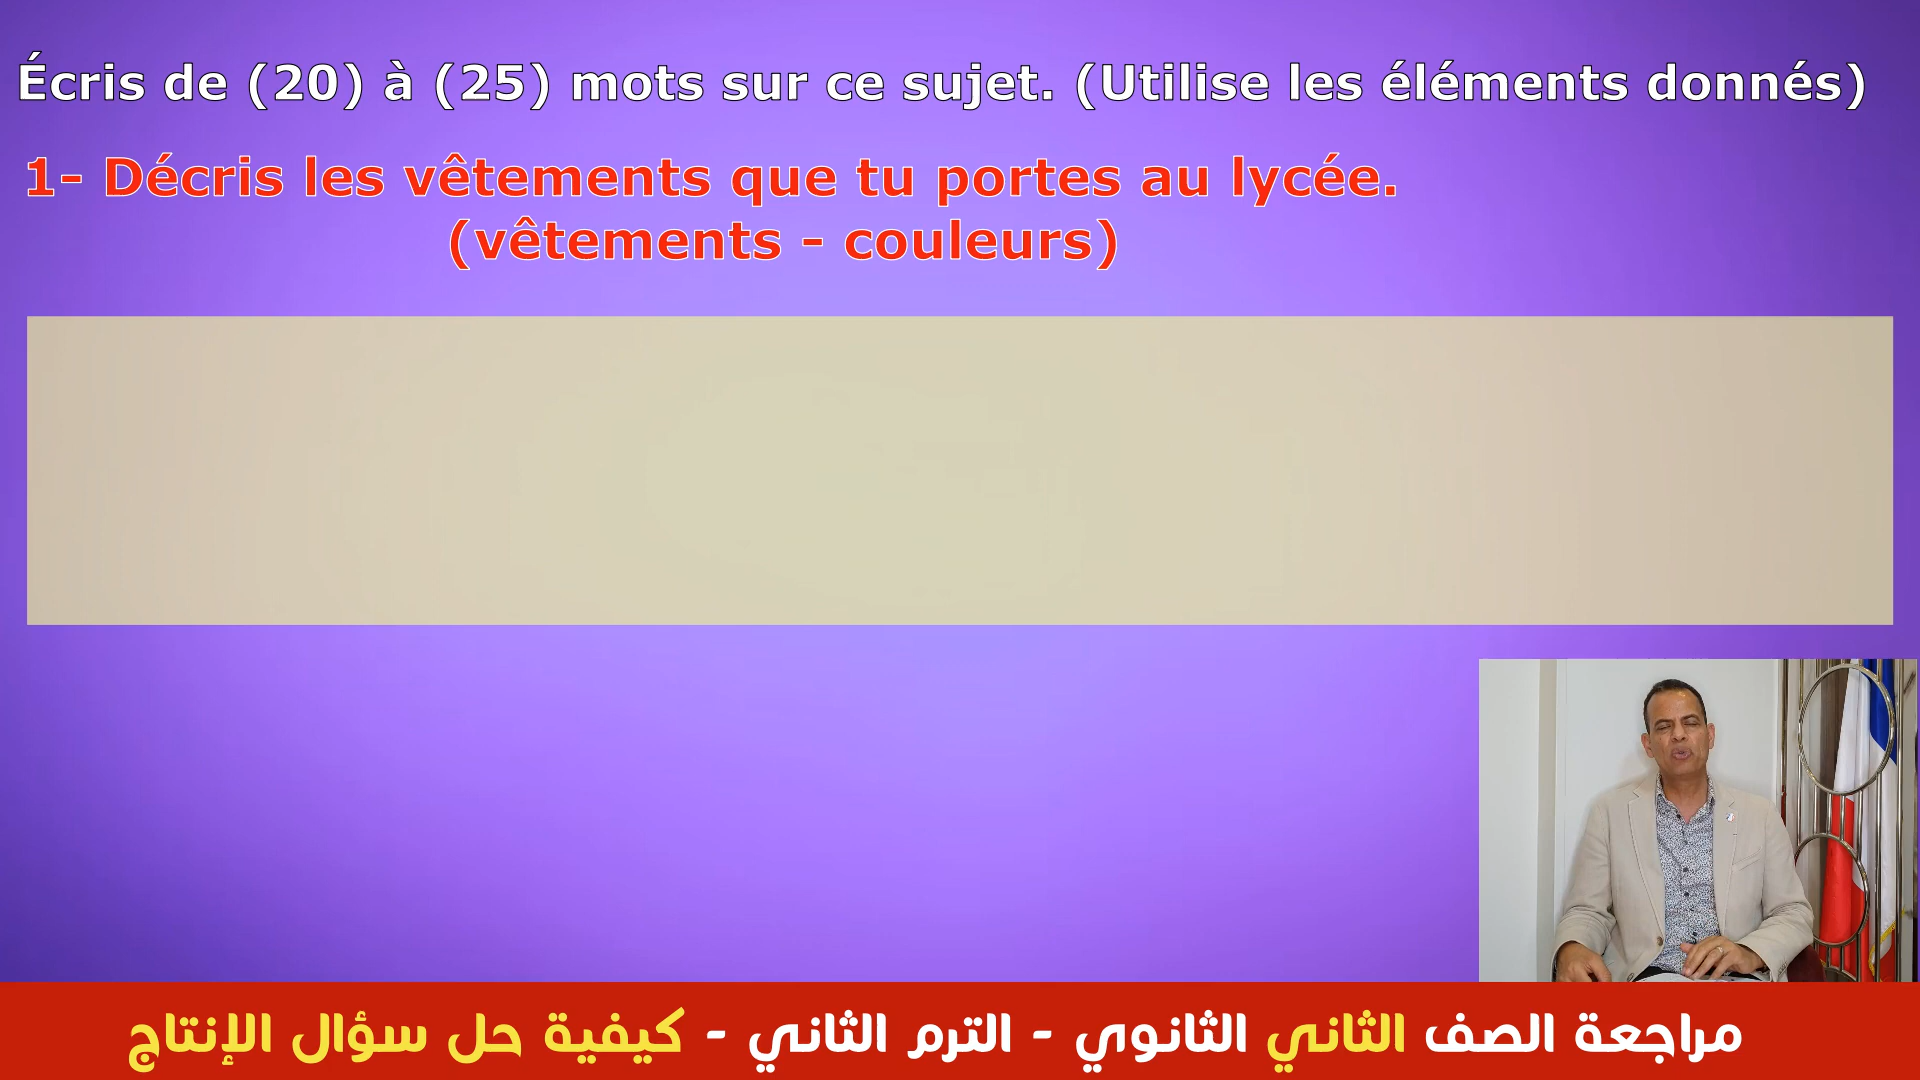 Écris de (20) à (25) mots sur ce sujet. (Utilise les éléments donnés)
1- Décris les vêtements que tu portes au lycée.
(vêtements - couleurs)
مراجعة الصف الثاني الثانوي - الترم الثاني - كيفية حل سؤال الإنتاج